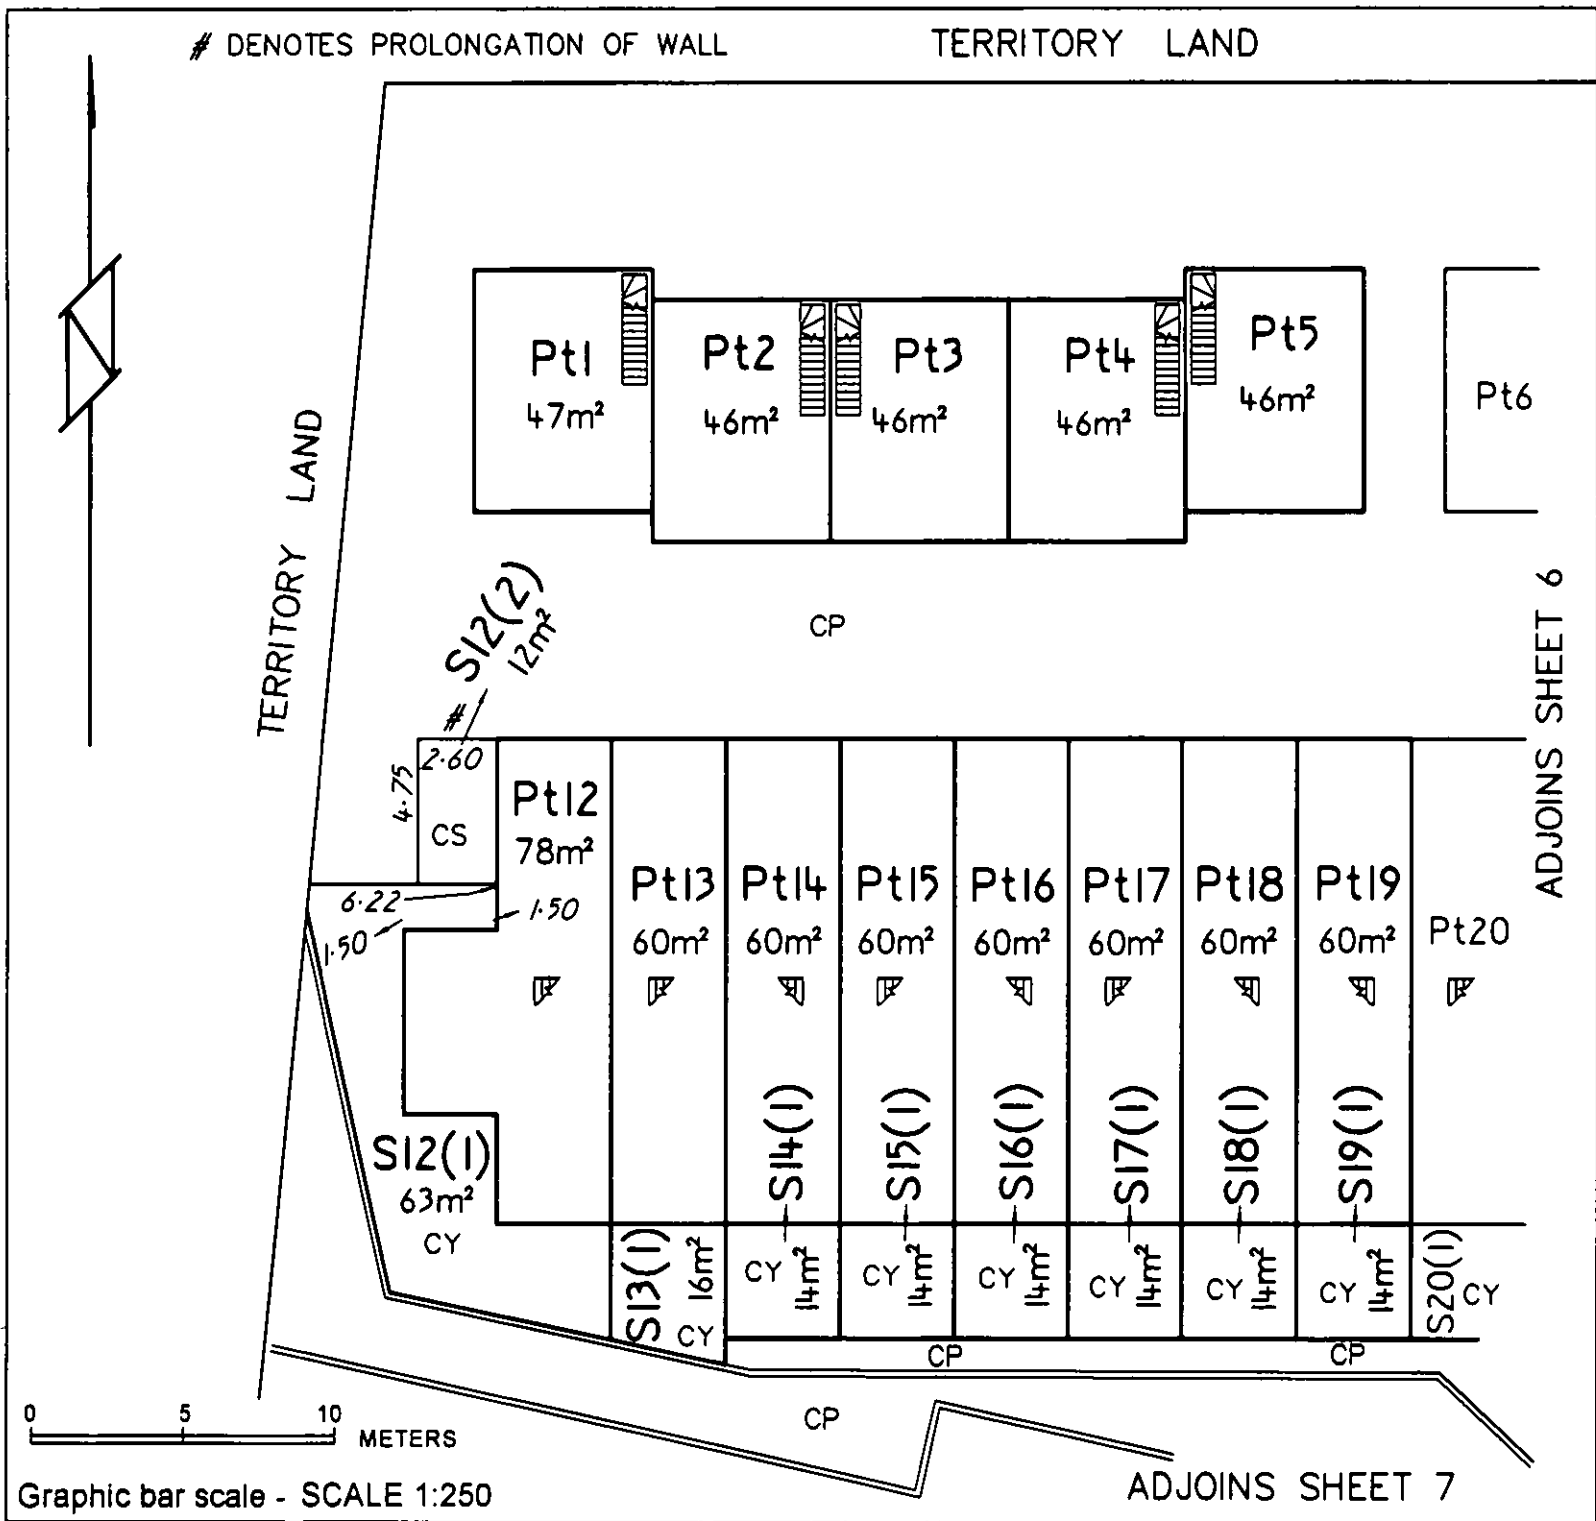 # DENOTES PROLONGATION OF WALL
TERRITORY LAND
Pt1
47m²
Pt2
46m²
Pt3
46m²
Pt4
46m²
Pt5
46m²
Pt6
TERRITORY LAND
ADJOINS SHEET 6
S12(2)
12m²
CP
#
2.60
4.75
CS
Pt12
78m²
6.22
1.50
1.50
Pt13
60m²
Pt14
60m²
Pt15
60m²
Pt16
60m²
Pt17
60m²
Pt18
60m²
Pt19
60m²
Pt20
S12(1)
63m²
CY
S13(1)
16m²
CY
S14(1)
CY 14m²
S15(1)
CY 14m²
S16(1)
CY 14m²
S17(1)
CY 14m²
S18(1)
CY 14m²
S19(1)
CY 14m²
S20(1)
CY
CP
CP
CP
0 5 10
METERS
Graphic bar scale - SCALE 1:250
ADJOINS SHEET 7